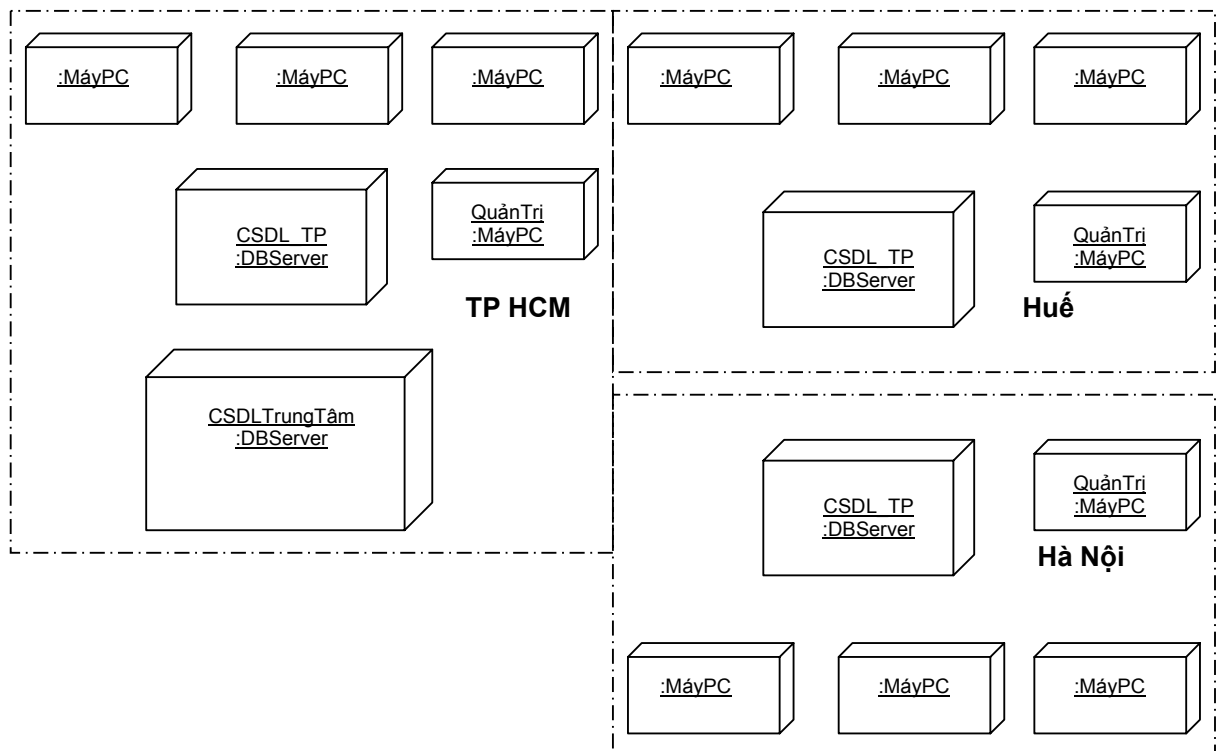 :MáyPC
:MáyPC
:MáyPC
CSDL_TP
:DBServer
QuảnTri
:MáyPC
TP HCM
CSDLTrungTâm
:DBServer
:MáyPC
:MáyPC
:MáyPC
CSDL_TP
:DBServer
QuảnTri
:MáyPC
Huế
CSDL_TP
:DBServer
QuảnTri
:MáyPC
Hà Nội
:MáyPC
:MáyPC
:MáyPC